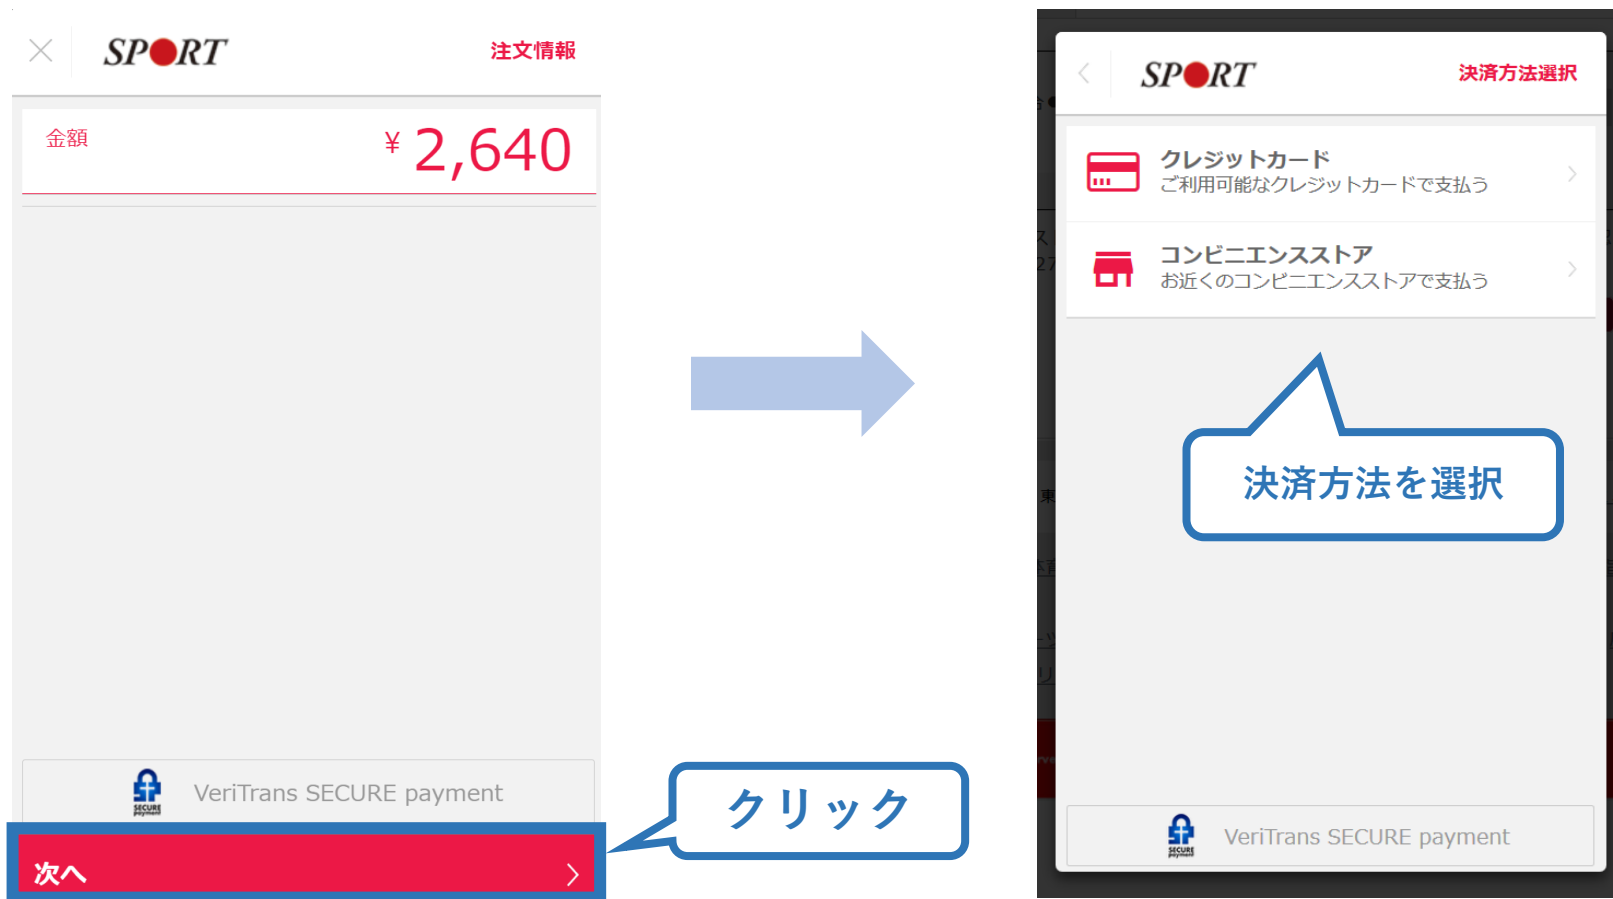 SPORT
注文情報
金額
¥ 2,640
VeriTrans SECURE payment
SECURE
payment
次へ
クリック
SPORT
決済方法選択
クレジットカード
ご利用可能なクレジットカードで支払う
コンビニエンスストア
お近くのコンビニエンスストアで支払う
決済方法を選択
VeriTrans SECURE payment
SECURE
payment